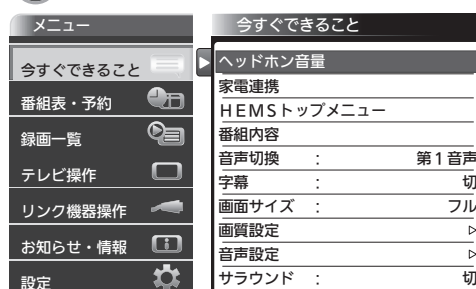 メニュー
今すぐできること
番組表・予約
録画一覧
テレビ操作
リンク機器操作
お知らせ・情報
設定
今すぐできること
ヘッドホン音量
家電連携
HEMSトップメニュー
番組内容
音声切換 : 第1音声
字幕 : 切
画面サイズ : フル
画質設定
音声設定
サラウンド : 切